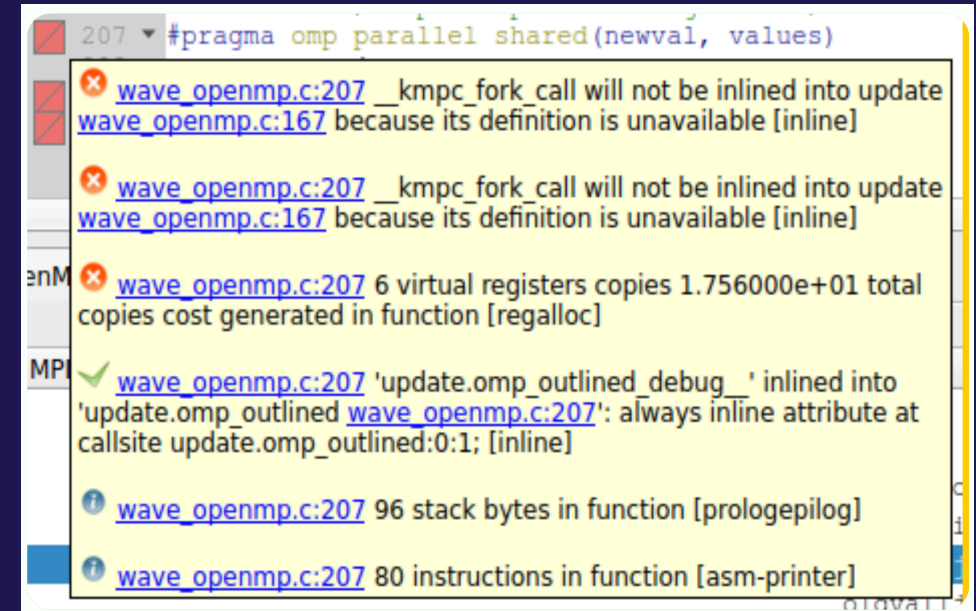 207 #pragma omp parallel shared(newval, values)
wave_openmp.c:207 __kmpc_fork_call will not be inlined into update
wave_openmp.c:167 because its definition is unavailable [inline]
wave_openmp.c:207 __kmpc_fork_call will not be inlined into update
wave_openmp.c:167 because its definition is unavailable [inline]
enM
wave_openmp.c:207 6 virtual registers copies 1.756000e+01 total
copies cost generated in function [regalloc]
MPI
wave_openmp.c:207 'update.omp_outlined_debug__' inlined into
'update.omp_outlined wave_openmp.c:207': always inline attribute at
callsite update.omp_outlined:0:1; [inline]
wave_openmp.c:207 96 stack bytes in function [prologepilog]
wave_openmp.c:207 80 instructions in function [asm-printer]